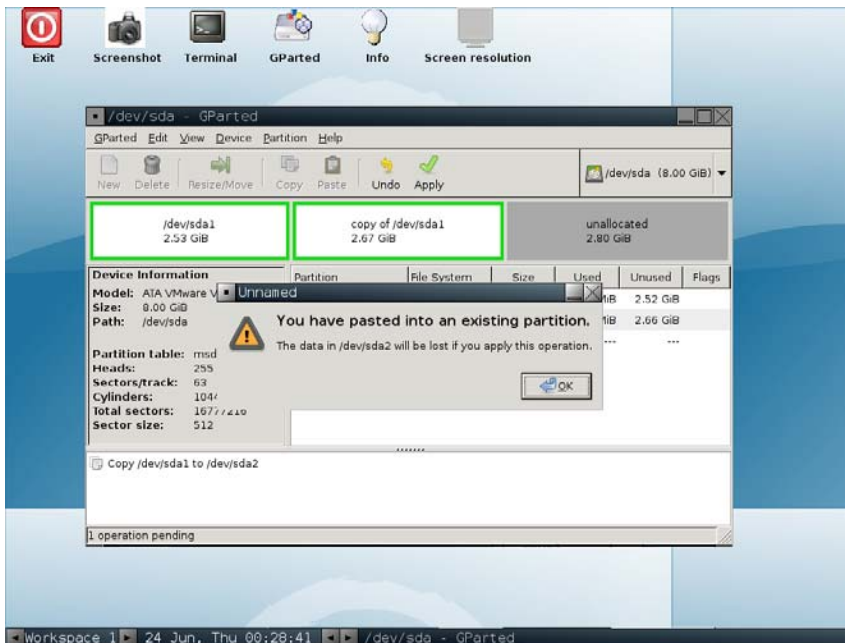 Exit Screenshot Terminal GParted Info Screen resolution
/dev/sda - GParted
GParted Edit View Device Partition Help
New Delete Resize/Move Copy Paste Undo Apply /dev/sda (8.00 GiB)
/dev/sda1 copy of /dev/sda1 unallocated
2.53 GiB 2.67 GiB 2.80 GiB
Device Information
Model: ATA VMware V
Size: 8.00 GiB
Path: /dev/sda
Partition table: msd
Heads: 255
Sectors/track: 63
Cylinders: 104
Total sectors: 16777216
Sector size: 512
Partition File System Size Used Unused Flags
MiB 2.52 GiB
MiB 2.66 GiB
--- ---
Unnamed
You have pasted into an existing partition.
The data in /dev/sda2 will be lost if you apply this operation.
OK
Copy /dev/sda1 to /dev/sda2
1 operation pending
Workspace 1 24 Jun, Thu 00:28:41 /dev/sda - GParted